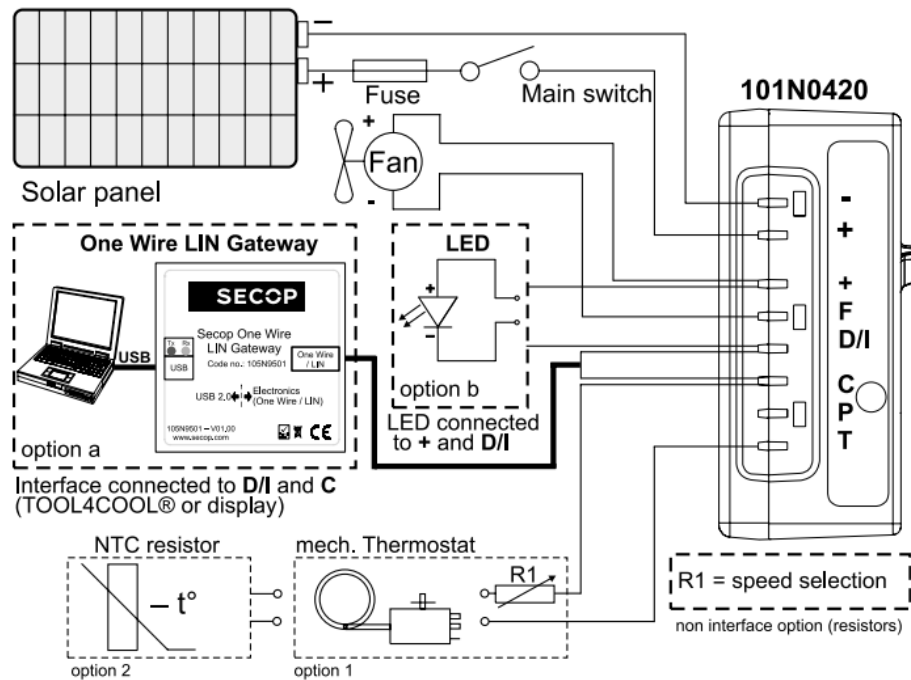 −
+
Fuse
Main switch
101N0420
+
Fan
-
Solar panel
-
+
+
F
D/I
C
P
T
One Wire LIN Gateway
SECOP
Secop One Wire
LIN Gateway
Code no.: 105N9501
Tx Rx
USB
One Wire
/ LIN
USB
USB 2.0
Electronics
(One Wire / LIN)
105N9501 – V01,00
www.secop.com
CE
option a
LED
+
-
option b
LED connected
to + and D/I
Interface connected to D/I and C
(TOOL4COOL® or display)
NTC resistor
– t°
option 2
mech. Thermostat
R1
option 1
R1 = speed selection
non interface option (resistors)